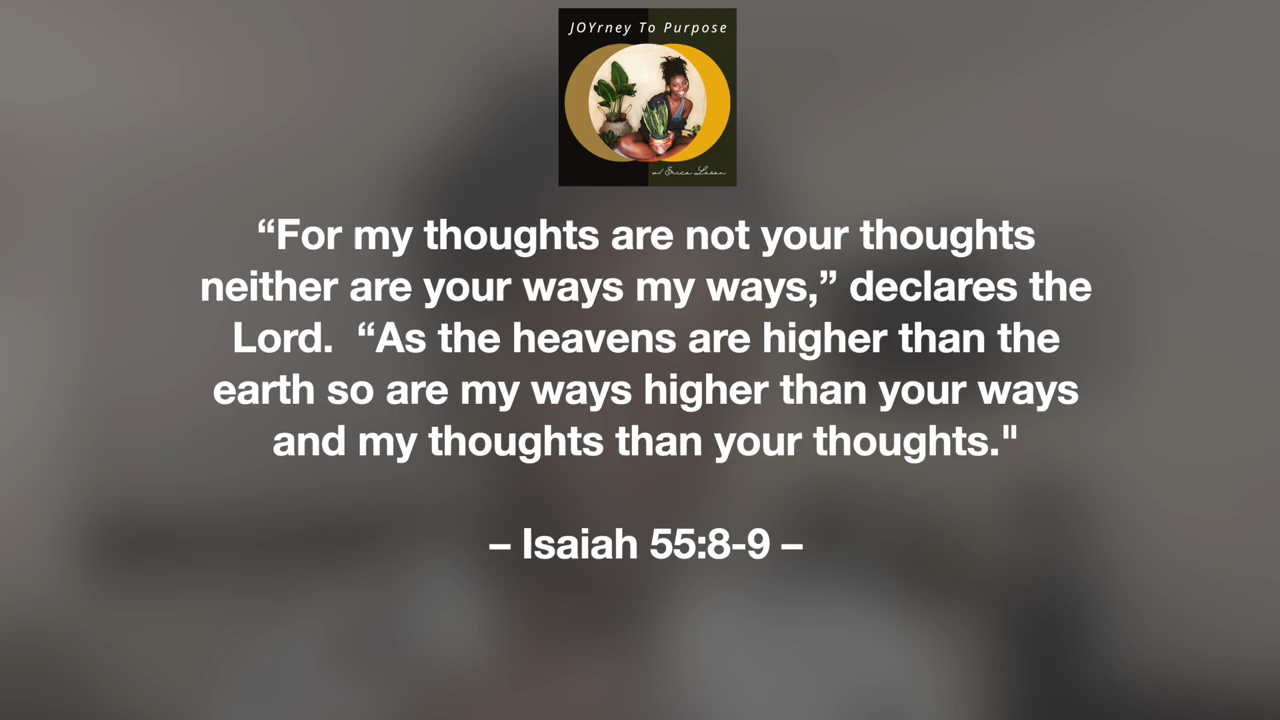 JOYrney To Purpose
w/ Erica Lasan
“For my thoughts are not your thoughts
neither are your ways my ways,” declares the
Lord.  “As the heavens are higher than the
earth so are my ways higher than your ways
and my thoughts than your thoughts."
– Isaiah 55:8-9 –